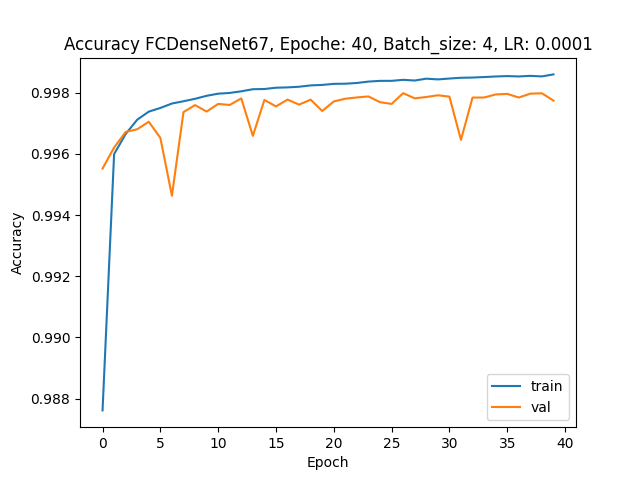 Accuracy FCDenseNet67, Epoche: 40, Batch_size: 4, LR: 0.0001
Accuracy
0.998
0.996
0.994
0.992
0.990
0.988
0 5 10 15 20 25 30 35 40
Epoch
train
val